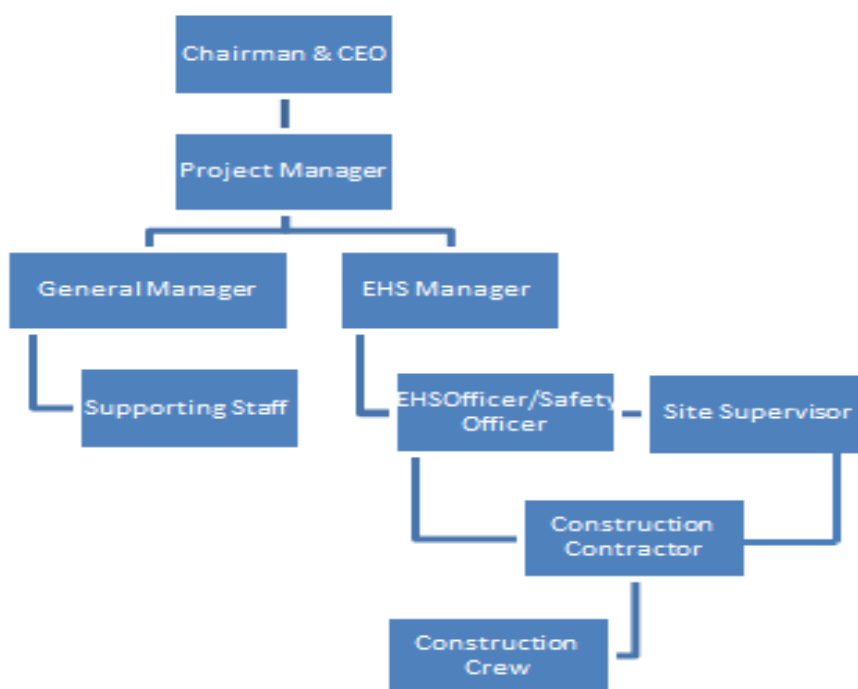 Chairman & CEO
Project Manager
General Manager
EHS Manager
Supporting Staff
EHSOfficer/Safety
Officer
Site Supervisor
Construction
Contractor
Construction
Crew